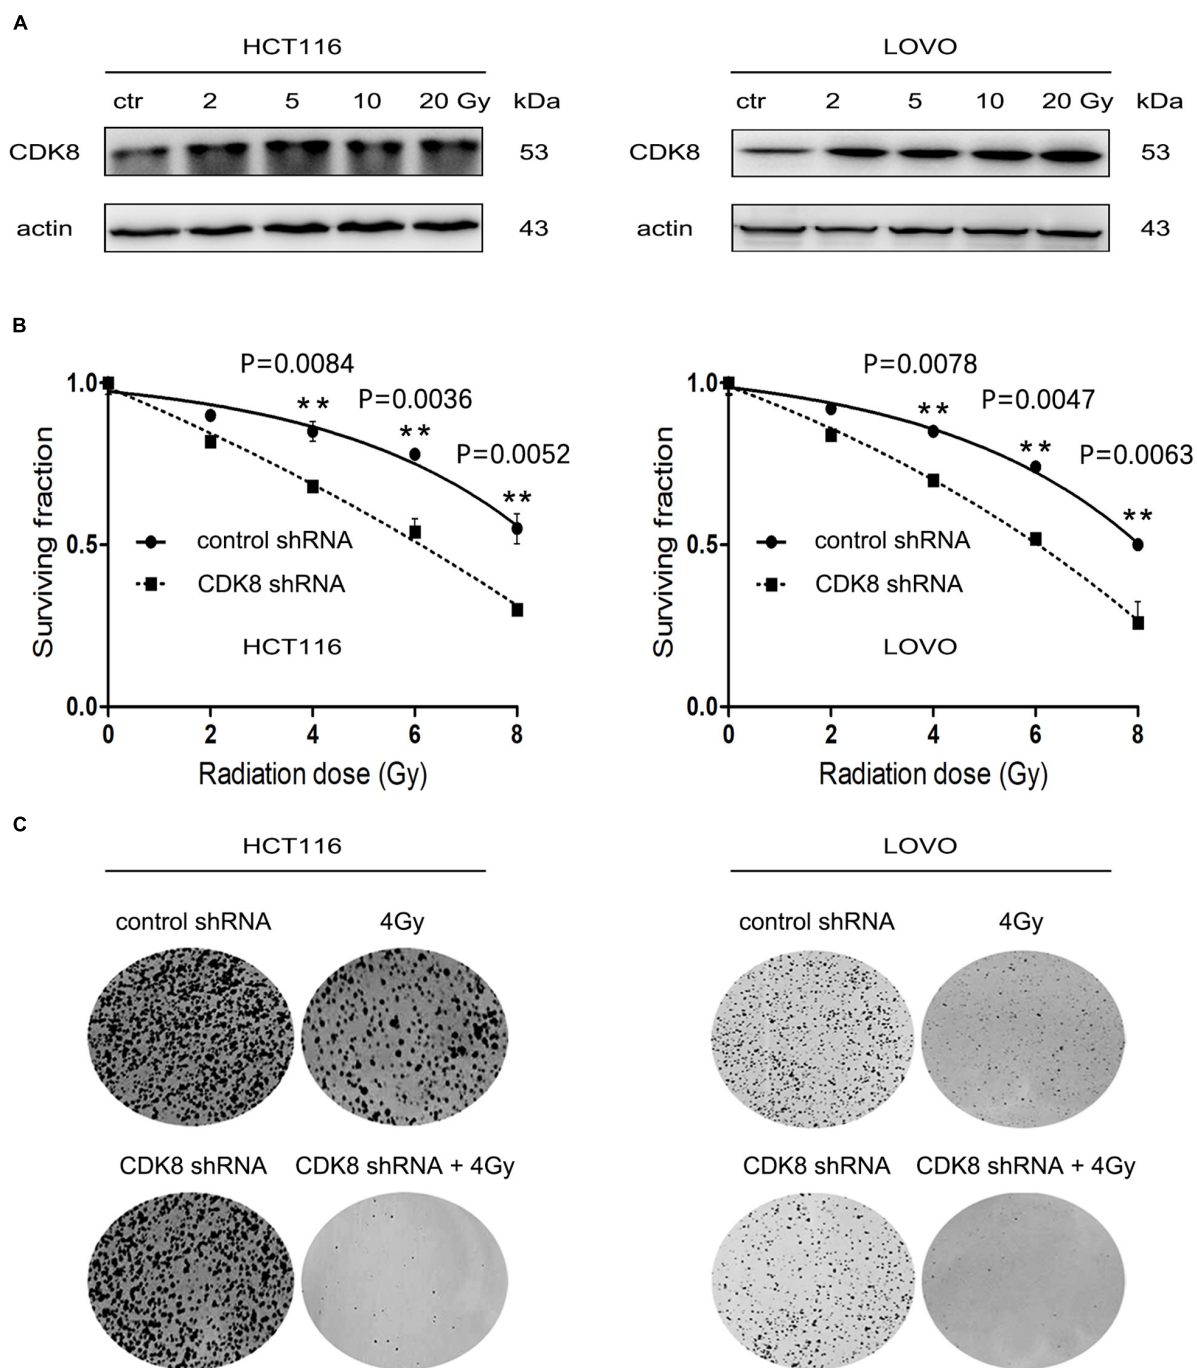 A
HCT116
LOVO
ctr 2 5 10 20 Gy kDa
ctr 2 5 10 20 Gy kDa
CDK8 53
CDK8 53
actin 43
actin 43
B
P=0.0084
P=0.0036
P=0.0052
**
**
**
1.0
0.5
0.0
Surviving fraction
control shRNA
CDK8 shRNA
HCT116
0 2 4 6 8
Radiation dose (Gy)
P=0.0078
P=0.0047
P=0.0063
**
**
**
1.0
0.5
0.0
Surviving fraction
control shRNA
CDK8 shRNA
LOVO
0 2 4 6 8
Radiation dose (Gy)
C
HCT116
control shRNA 4Gy
CDK8 shRNA CDK8 shRNA + 4Gy
LOVO
control shRNA 4Gy
CDK8 shRNA CDK8 shRNA + 4Gy